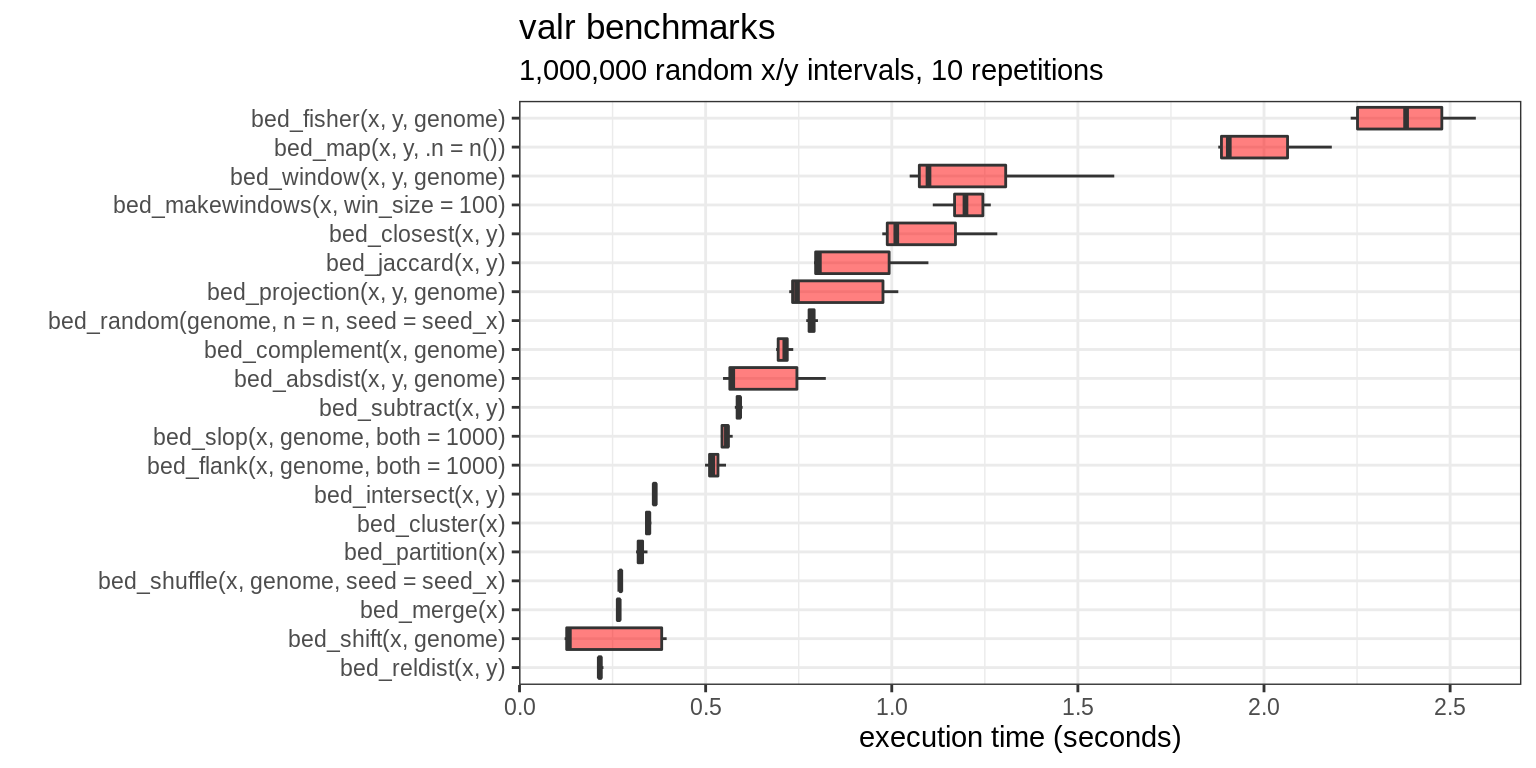 valr benchmarks
1,000,000 random x/y intervals, 10 repetitions
bed_fisher(x, y, genome)
bed_map(x, y, .n = n())
bed_window(x, y, genome)
bed_makewindows(x, win_size = 100)
bed_closest(x, y)
bed_jaccard(x, y)
bed_projection(x, y, genome)
bed_random(genome, n = n, seed = seed_x)
bed_complement(x, genome)
bed_absdist(x, y, genome)
bed_subtract(x, y)
bed_slop(x, genome, both = 1000)
bed_flank(x, genome, both = 1000)
bed_intersect(x, y)
bed_cluster(x)
bed_partition(x)
bed_shuffle(x, genome, seed = seed_x)
bed_merge(x)
bed_shift(x, genome)
bed_reldist(x, y)
0.0 0.5 1.0 1.5 2.0 2.5
execution time (seconds)